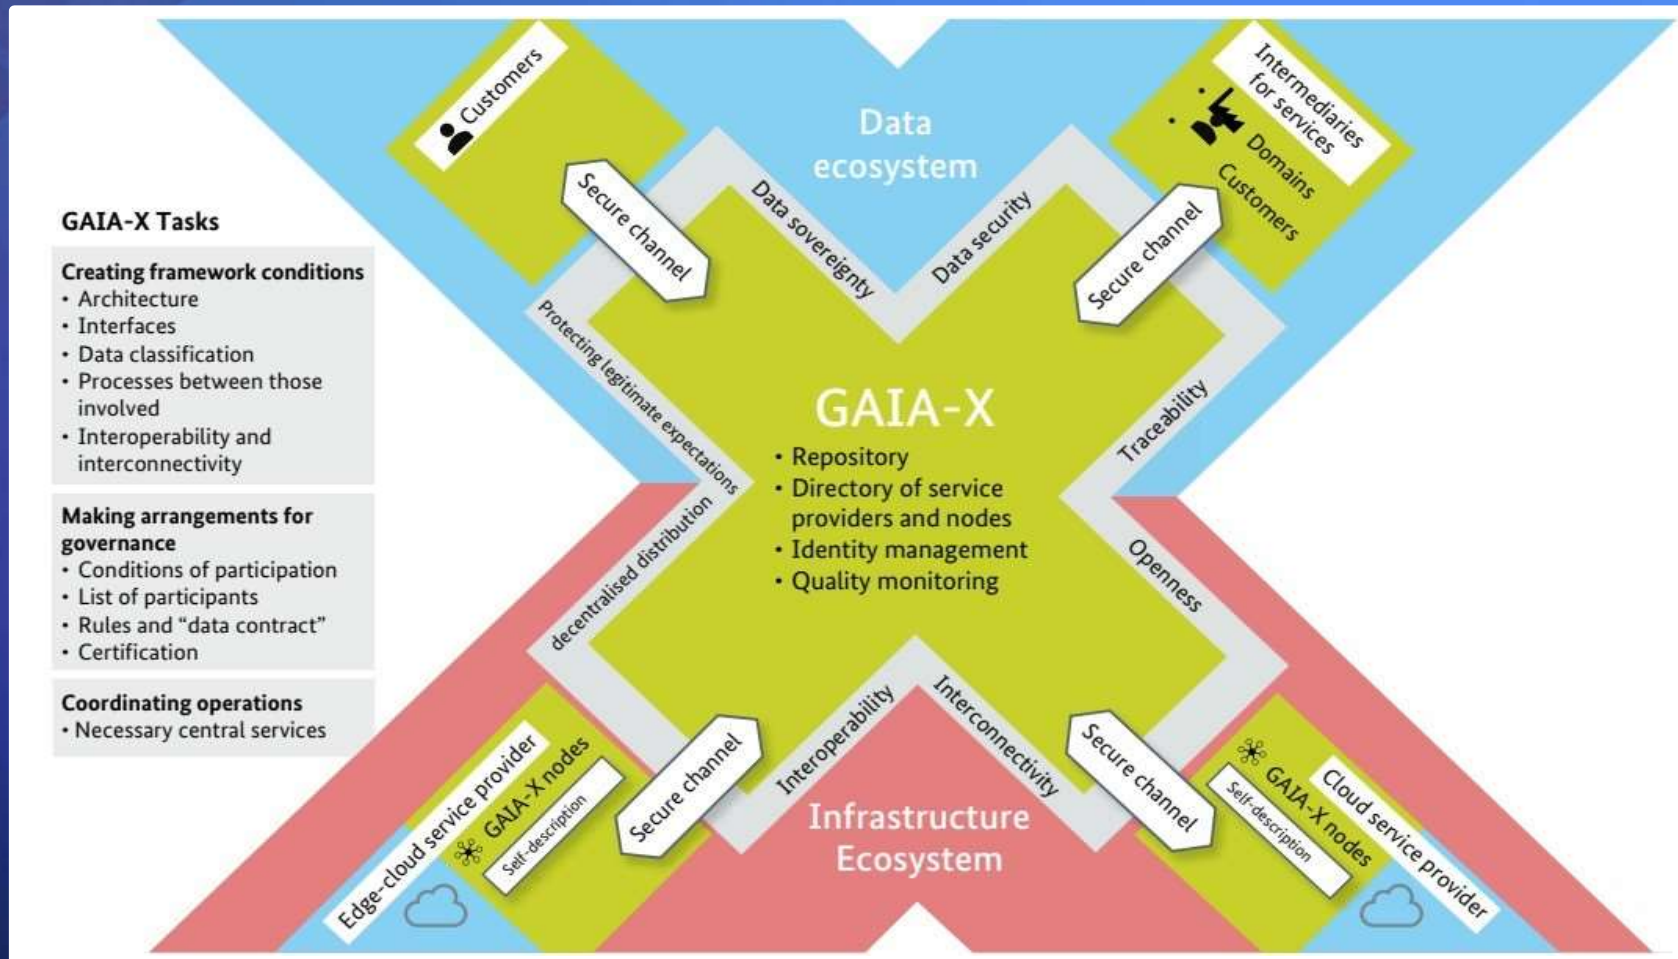 GAIA-X Tasks
Creating framework conditions
• Architecture
• Interfaces
• Data classification
• Processes between those
involved
• Interoperability and
interconnectivity
Making arrangements for
governance
• Conditions of participation
• List of participants
• Rules and “data contract”
• Certification
Coordinating operations
• Necessary central services
Customers
Secure channel
Data
ecosystem
Intermediaries
for services
Domains
Customers
Secure channel
Data sovereignty
Data security
Protecting legitimate expectations
Traceability
GAIA-X
• Repository
• Directory of service
providers and nodes
• Identity management
• Quality monitoring
decentralised distribution
Openness
Interoperability
Interconnectivity
Edge-cloud service provider
GAIA-X nodes
Self-description
Secure channel
Infrastructure
Ecosystem
Secure channel
Self-description
GAIA-X nodes
Cloud service provider